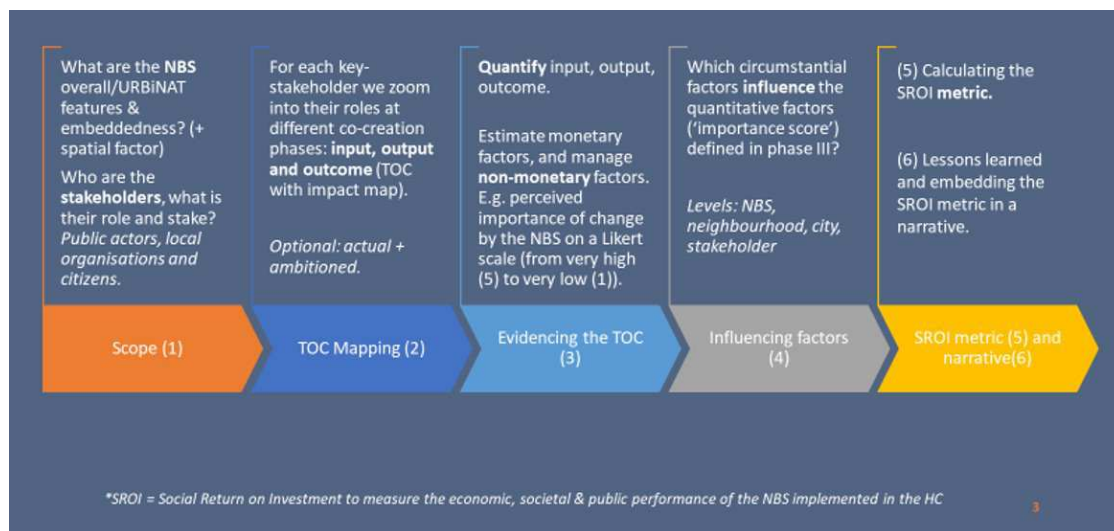 What are the NBS
overall/URBiNAT
features &
embeddedness? (+
spatial factor)
Who are the
stakeholders, what is
their role and stake?
Public actors, local
organisations and
citizens.
For each key-
stakeholder we zoom
into their roles at
different co-creation
phases: input, output
and outcome (TOC
with impact map).
Optional: actual +
ambitioned.
Quantify input, output,
outcome.
Estimate monetary
factors, and manage
non-monetary factors.
E.g. perceived
importance of change
by the NBS on a Likert
scale (from very high
(5) to very low (1)).
Which circumstantial
factors influence the
quantitative factors
(‘importance score’)
defined in phase III?
Levels: NBS,
neighbourhood, city,
stakeholder
(5) Calculating the
SROI metric.
(6) Lessons learned
and embedding the
SROI metric in a
narrative.
Scope (1)
TOC Mapping (2)
Evidencing the TOC
(3)
Influencing factors
(4)
SROI metric (5) and
narrative(6)
*SROI = Social Return on Investment to measure the economic, societal & public performance of the NBS implemented in the HC
3